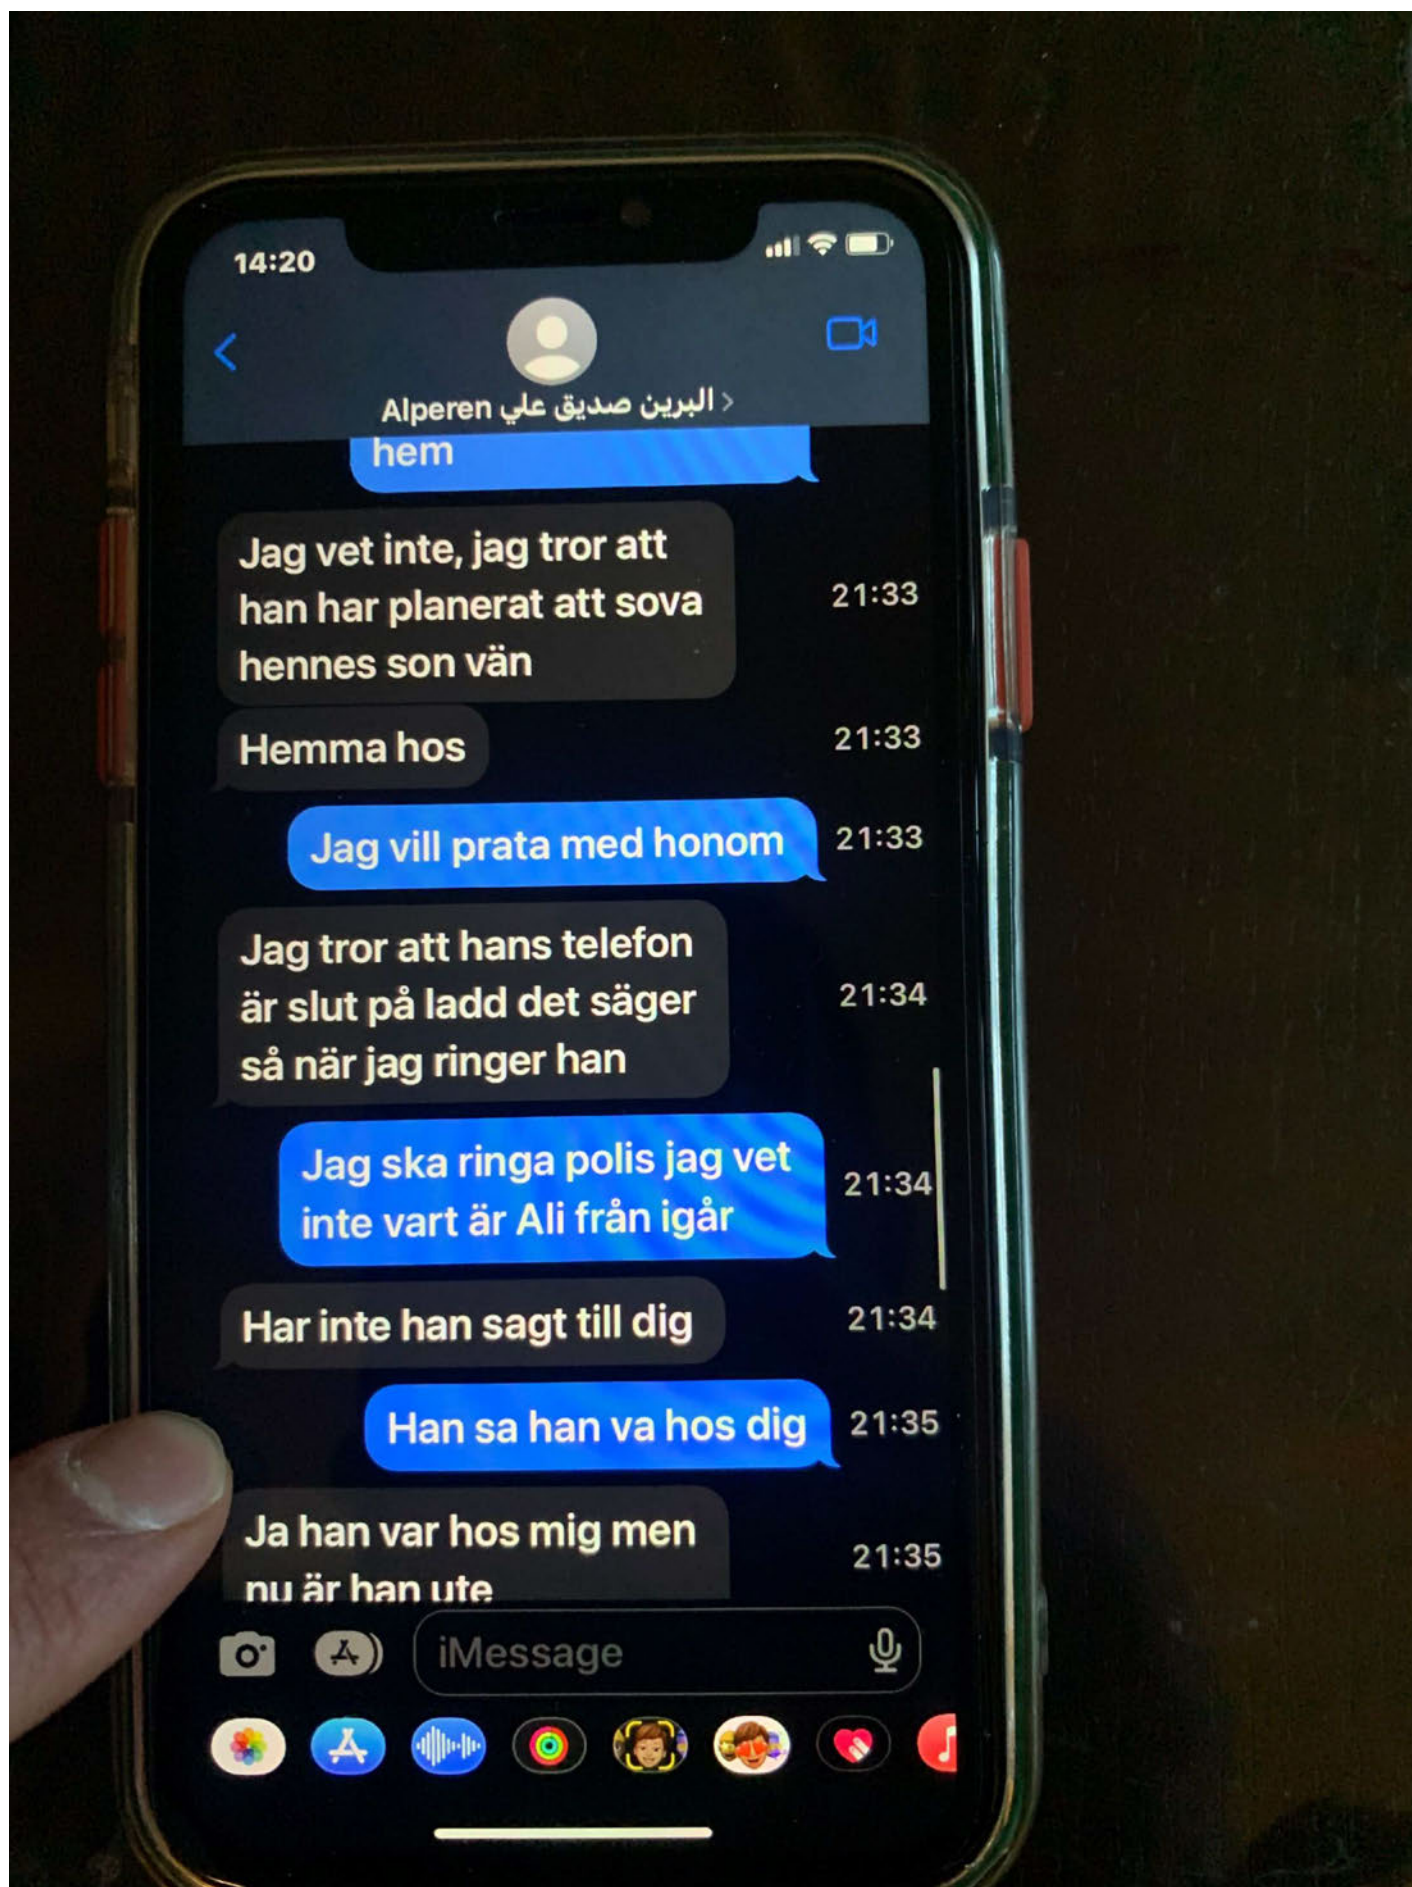 14:20
Alperen البرين صديق علي
hem
Jag vet inte, jag tror att
han har planerat att sova
hennes son vän
21:33
Hemma hos
21:33
Jag vill prata med honom
21:33
Jag tror att hans telefon
är slut på ladd det säger
så när jag ringer han
21:34
Jag ska ringa polis jag vet
inte vart är Ali från igår
21:34
Har inte han sagt till dig
21:34
Han sa han va hos dig
21:35
Ja han var hos mig men
nu är han ute
21:35
iMessage